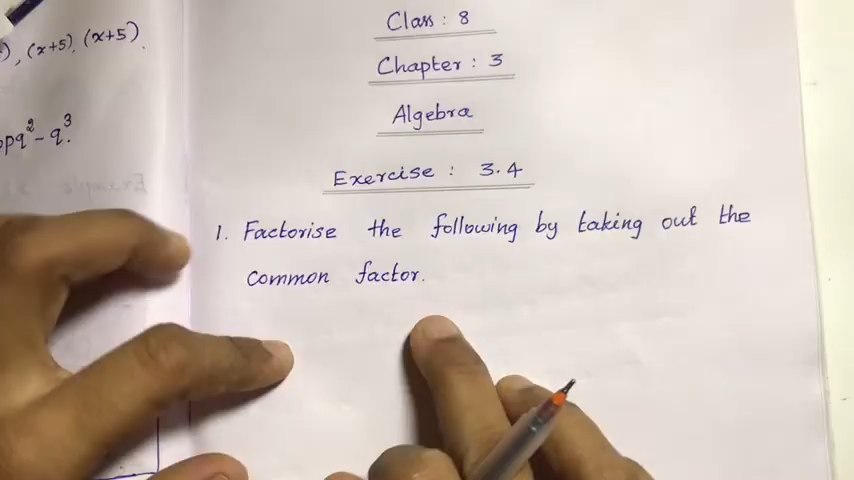 ), (x+5), (x+5).
pq² - q³.
Class : 8
Chapter : 3
Algebra
Exercise : 3.4
1. Factorise the following by taking out the
common factor.